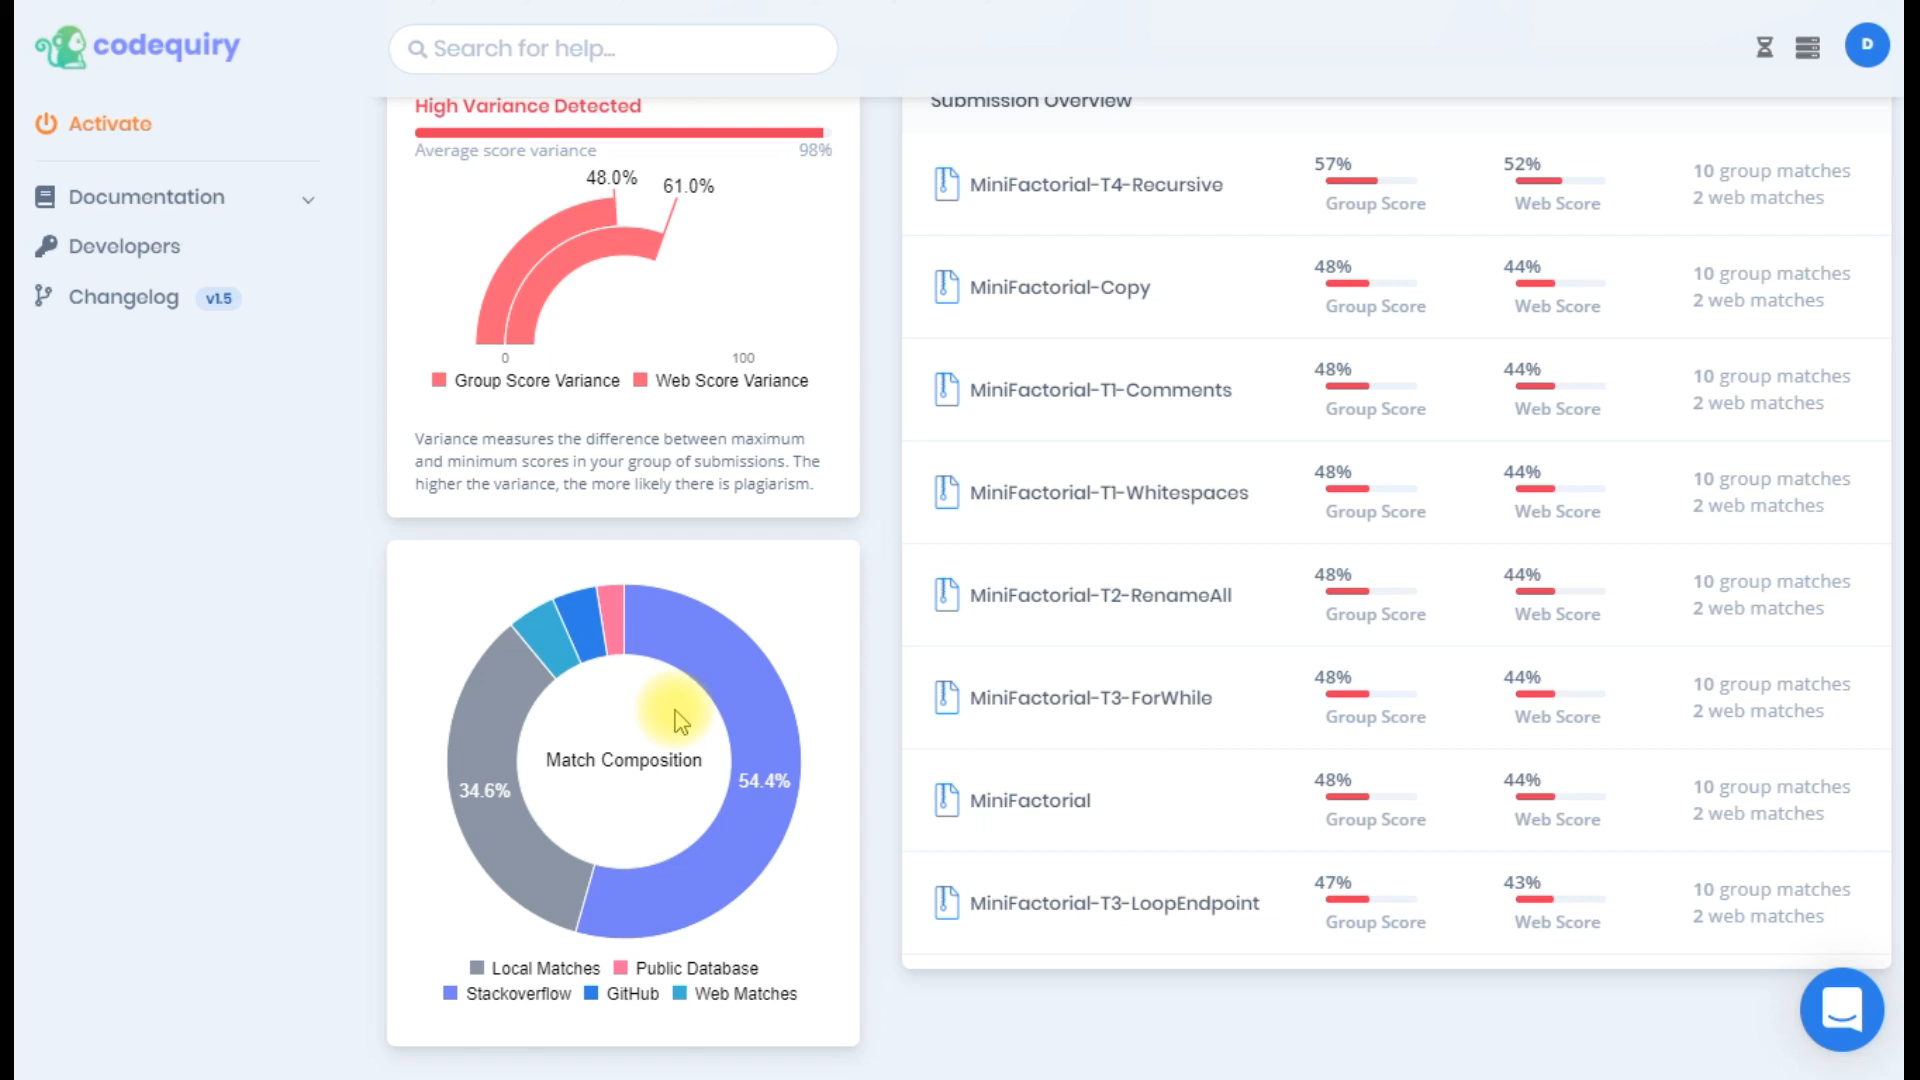 codequiry
Search for help...
D
Activate
Documentation
Developers
Changelog v1.5
High Variance Detected
Average score variance 98%
48.0% 61.0%
0 100
Group Score Variance Web Score Variance
Variance measures the difference between maximum
and minimum scores in your group of submissions. The
higher the variance, the more likely there is plagiarism.
34.6% Match Composition 54.4%
Local Matches Public Database
Stackoverflow GitHub Web Matches
Submission Overview
MiniFactorial-T4-Recursive
57%
Group Score
52%
Web Score
10 group matches
2 web matches
MiniFactorial-Copy
48%
Group Score
44%
Web Score
10 group matches
2 web matches
MiniFactorial-T1-Comments
48%
Group Score
44%
Web Score
10 group matches
2 web matches
MiniFactorial-T1-Whitespaces
48%
Group Score
44%
Web Score
10 group matches
2 web matches
MiniFactorial-T2-RenameAll
48%
Group Score
44%
Web Score
10 group matches
2 web matches
MiniFactorial-T3-ForWhile
48%
Group Score
44%
Web Score
10 group matches
2 web matches
MiniFactorial
48%
Group Score
44%
Web Score
10 group matches
2 web matches
MiniFactorial-T3-LoopEndpoint
47%
Group Score
43%
Web Score
10 group matches
2 web matches